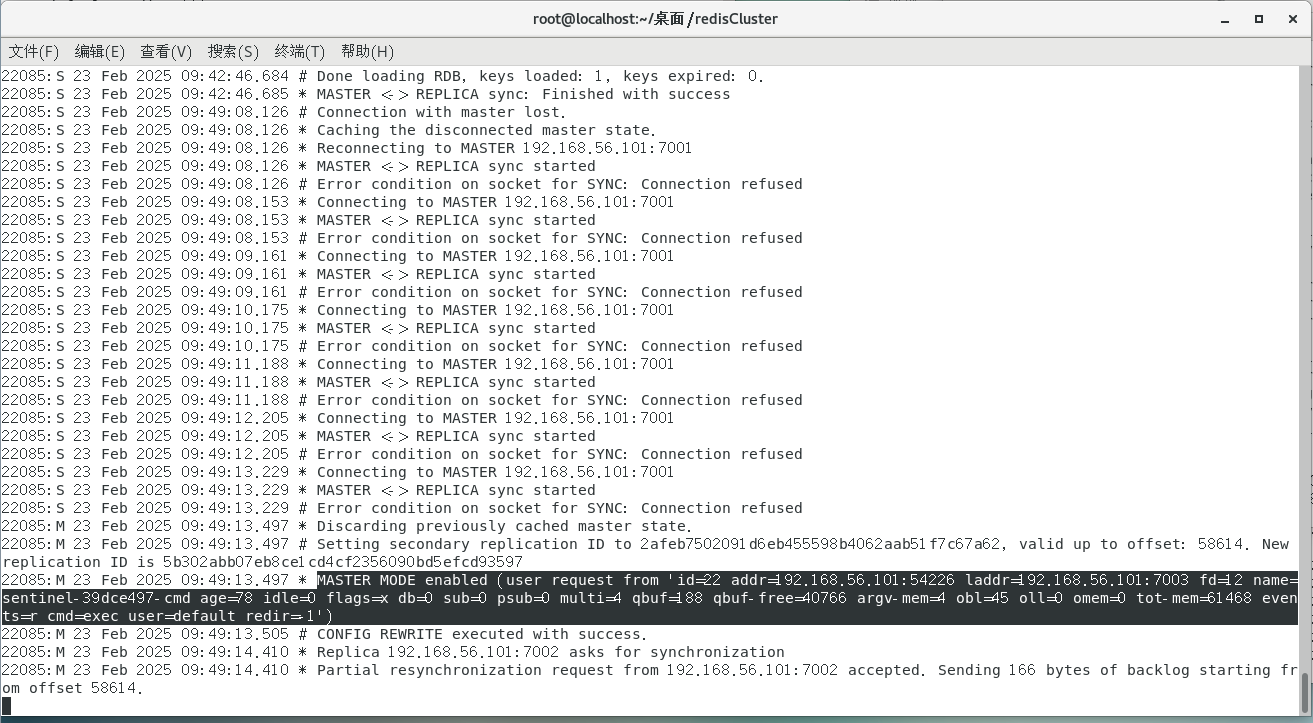 root@localhost:~/桌面/redisCluster
文件(F) 编辑(E) 查看(V) 搜索(S) 终端(T) 帮助(H)
22085:S 23 Feb 2025 09:42:46.684 # Done loading RDB, keys loaded: 1, keys expired: 0.
22085:S 23 Feb 2025 09:42:46.685 * MASTER <-> REPLICA sync: Finished with success
22085:S 23 Feb 2025 09:49:08.126 # Connection with master lost.
22085:S 23 Feb 2025 09:49:08.126 * Caching the disconnected master state.
22085:S 23 Feb 2025 09:49:08.126 * Reconnecting to MASTER 192.168.56.101:7001
22085:S 23 Feb 2025 09:49:08.126 * MASTER <-> REPLICA sync started
22085:S 23 Feb 2025 09:49:08.126 # Error condition on socket for SYNC: Connection refused
22085:S 23 Feb 2025 09:49:08.153 * Connecting to MASTER 192.168.56.101:7001
22085:S 23 Feb 2025 09:49:08.153 * MASTER <-> REPLICA sync started
22085:S 23 Feb 2025 09:49:08.153 # Error condition on socket for SYNC: Connection refused
22085:S 23 Feb 2025 09:49:09.161 * Connecting to MASTER 192.168.56.101:7001
22085:S 23 Feb 2025 09:49:09.161 * MASTER <-> REPLICA sync started
22085:S 23 Feb 2025 09:49:09.161 # Error condition on socket for SYNC: Connection refused
22085:S 23 Feb 2025 09:49:10.175 * Connecting to MASTER 192.168.56.101:7001
22085:S 23 Feb 2025 09:49:10.175 * MASTER <-> REPLICA sync started
22085:S 23 Feb 2025 09:49:10.175 # Error condition on socket for SYNC: Connection refused
22085:S 23 Feb 2025 09:49:11.188 * Connecting to MASTER 192.168.56.101:7001
22085:S 23 Feb 2025 09:49:11.188 * MASTER <-> REPLICA sync started
22085:S 23 Feb 2025 09:49:11.188 # Error condition on socket for SYNC: Connection refused
22085:S 23 Feb 2025 09:49:12.205 * Connecting to MASTER 192.168.56.101:7001
22085:S 23 Feb 2025 09:49:12.205 * MASTER <-> REPLICA sync started
22085:S 23 Feb 2025 09:49:12.205 # Error condition on socket for SYNC: Connection refused
22085:S 23 Feb 2025 09:49:13.229 * Connecting to MASTER 192.168.56.101:7001
22085:S 23 Feb 2025 09:49:13.229 * MASTER <-> REPLICA sync started
22085:S 23 Feb 2025 09:49:13.229 # Error condition on socket for SYNC: Connection refused
22085:M 23 Feb 2025 09:49:13.497 * Discarding previously cached master state.
22085:M 23 Feb 2025 09:49:13.497 # Setting secondary replication ID to 2afeb7502091d6eb455598b4062aab51f7c67a62, valid up to offset: 58614. New
replication ID is 5b302abb07eb8ce1cd4cf2356090bd5efcd93597
22085:M 23 Feb 2025 09:49:13.497 * MASTER MODE enabled (user request from 'id=22 addr=192.168.56.101:54226 laddr=192.168.56.101:7003 fd=12 name=
sentinel-39dce497-cmd age=78 idle=0 flags=x db=0 sub=0 psub=0 multi=4 qbuf=188 qbuf-free=40766 argv-mem=4 obl=45 oll=0 omem=0 tot-mem=61468 even
ts=r cmd=exec user=default redir=-1')
22085:M 23 Feb 2025 09:49:13.505 # CONFIG REWRITE executed with success.
22085:M 23 Feb 2025 09:49:14.410 * Replica 192.168.56.101:7002 asks for synchronization
22085:M 23 Feb 2025 09:49:14.410 * Partial resynchronization request from 192.168.56.101:7002 accepted. Sending 166 bytes of backlog starting fr
om offset 58614.